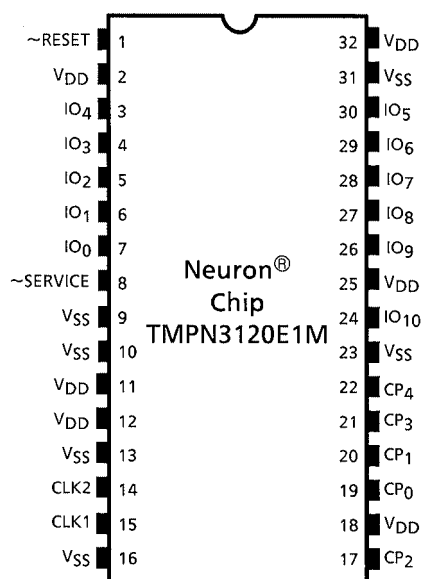 ~RESET 1 32 VDD
VDD 2 31 VSS
IO4 3 30 IO5
IO3 4 29 IO6
IO2 5 28 IO7
IO1 6 27 IO8
IO0 7 26 IO9
~SERVICE 8 25 VDD
VSS 9 24 IO10
VSS 10 23 VSS
VDD 11 22 CP4
VDD 12 21 CP3
VSS 13 20 CP1
CLK2 14 19 CP0
CLK1 15 18 VDD
VSS 16 17 CP2
Neuron®
Chip
TMPN3120E1M